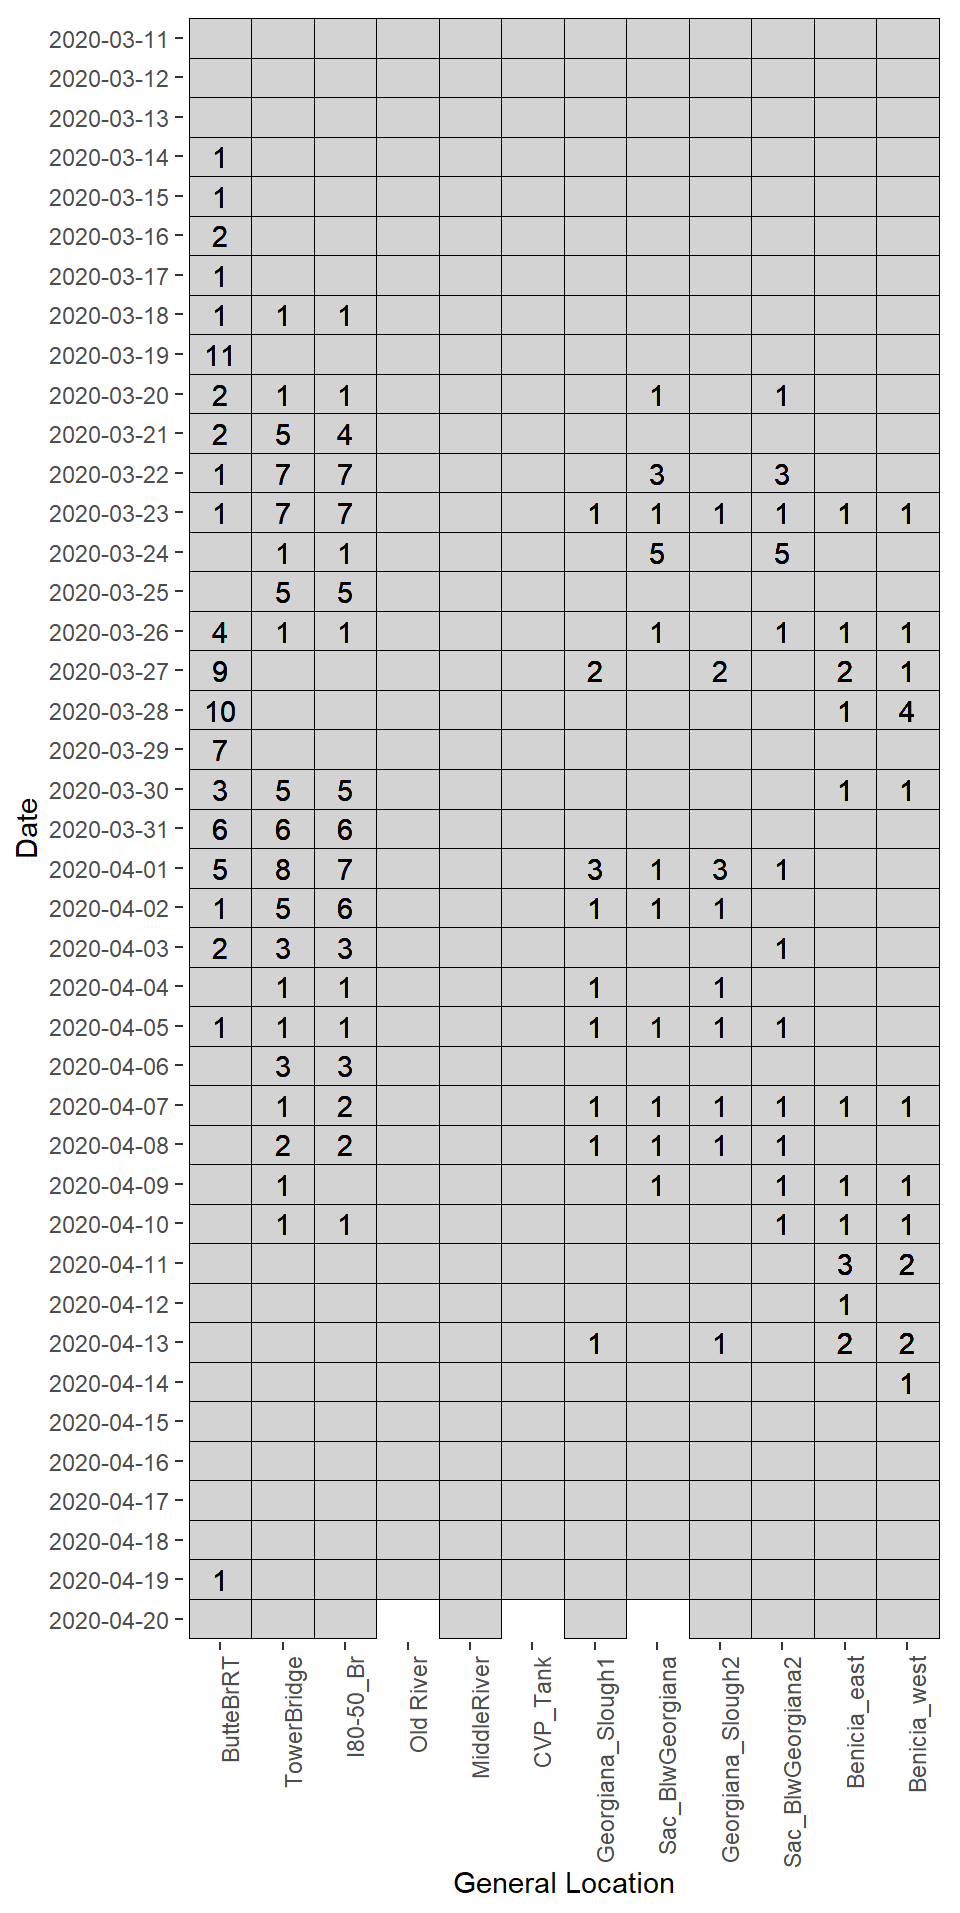 2020-03-11
2020-03-12
2020-03-13
2020-03-14 1
2020-03-15 1
2020-03-16 2
2020-03-17 1
2020-03-18 1 1 1
2020-03-19 11
2020-03-20 2 1 1 1 1
2020-03-21 2 5 4
2020-03-22 1 7 7 3 3
2020-03-23 1 7 7 1 1 1 1 1 1
2020-03-24 1 1 5 5
2020-03-25 5 5
2020-03-26 4 1 1 1 1 1 1
2020-03-27 9 2 2 2 1
2020-03-28 10 1 4
2020-03-29 7
2020-03-30 3 5 5 1 1
2020-03-31 6 6 6
2020-04-01 5 8 7 3 1 3 1
2020-04-02 1 5 6 1 1 1
2020-04-03 2 3 3 1
2020-04-04 1 1 1 1
2020-04-05 1 1 1 1 1 1 1
2020-04-06 3 3
2020-04-07 1 2 1 1 1 1 1 1
2020-04-08 2 2 1 1 1 1
2020-04-09 1 1 1 1 1
2020-04-10 1 1 1 1 1
2020-04-11 3 2
2020-04-12 1
2020-04-13 1 1 2 2
2020-04-14 1
2020-04-15
2020-04-16
2020-04-17
2020-04-18
2020-04-19 1
2020-04-20
Date
ButteBrRT
TowerBridge
I80-50_Br
Old River
MiddleRiver
CVP_Tank
Georgiana_Slough1
Sac_BlwGeorgiana
Georgiana_Slough2
Sac_BlwGeorgiana2
Benicia_east
Benicia_west
General Location